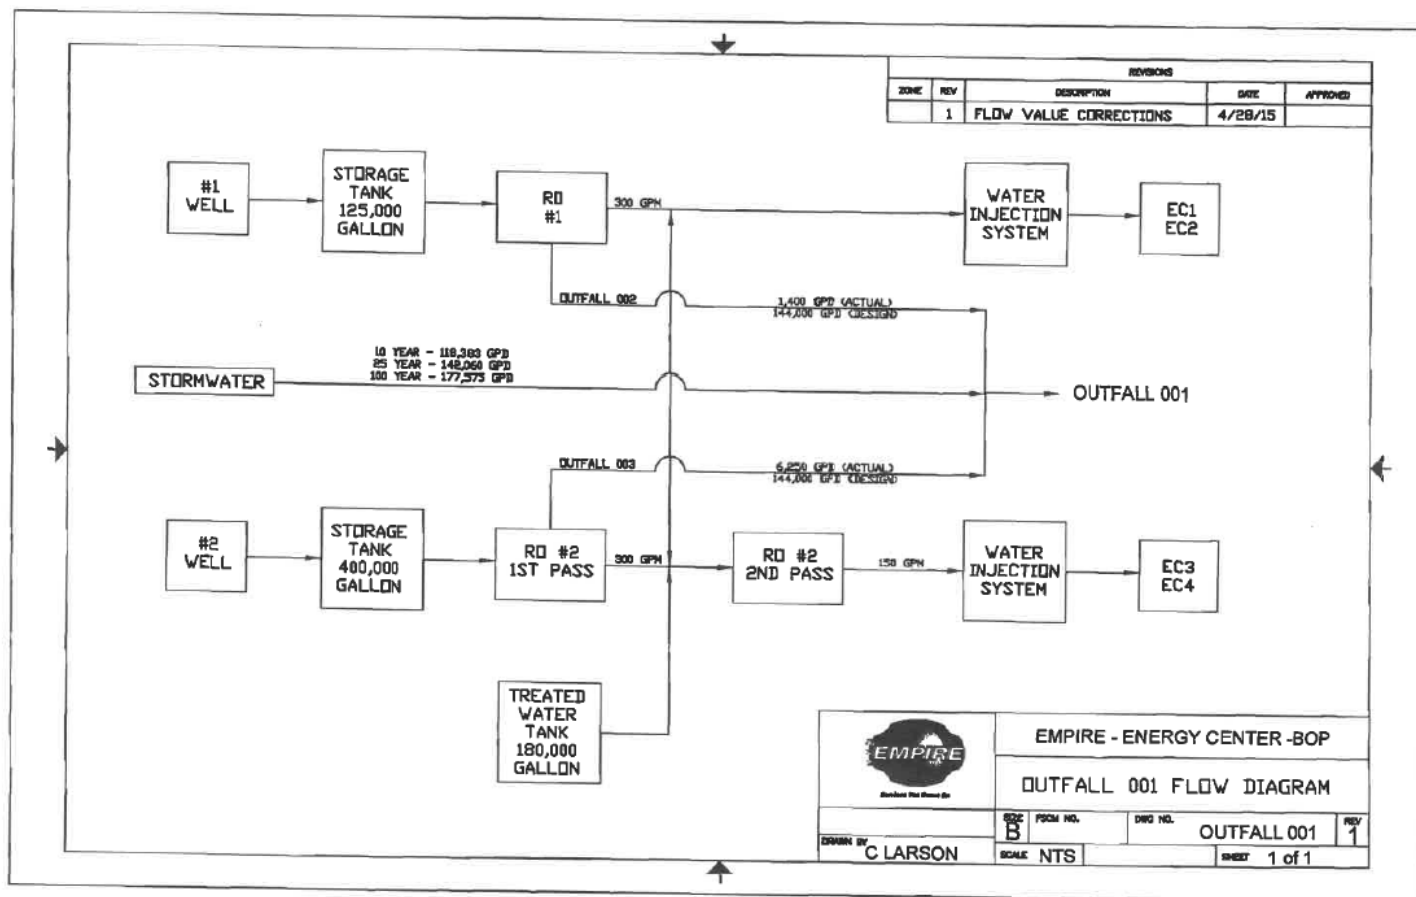 REVISIONS
ZONE REV DESCRIPTION DATE APPROVED
1 FLOW VALUE CORRECTIONS 4/28/15
#1
WELL
STORAGE
TANK
125,000
GALLON
RO
#1
300 GPM
WATER
INJECTION
SYSTEM
EC1
EC2
OUTFALL 002
1,400 GPD (ACTUAL)
144,000 GPD (DESIGN)
10 YEAR - 118,383 GPD
25 YEAR - 142,060 GPD
100 YEAR - 177,575 GPD
STORMWATER
OUTFALL 001
OUTFALL 003
6,250 GPD (ACTUAL)
144,000 GPD (DESIGN)
#2
WELL
STORAGE
TANK
400,000
GALLON
RO #2
1ST PASS
300 GPM
RO #2
2ND PASS
150 GPM
WATER
INJECTION
SYSTEM
EC3
EC4
TREATED
WATER
TANK
180,000
GALLON
EMPIRE
Services You Count On
EMPIRE - ENERGY CENTER -BOP
OUTFALL 001 FLOW DIAGRAM
SIZE FSCM NO. DWG NO. REV
B OUTFALL 001 1
DRAWN BY
C LARSON
SCALE NTS
SHEET 1 of 1